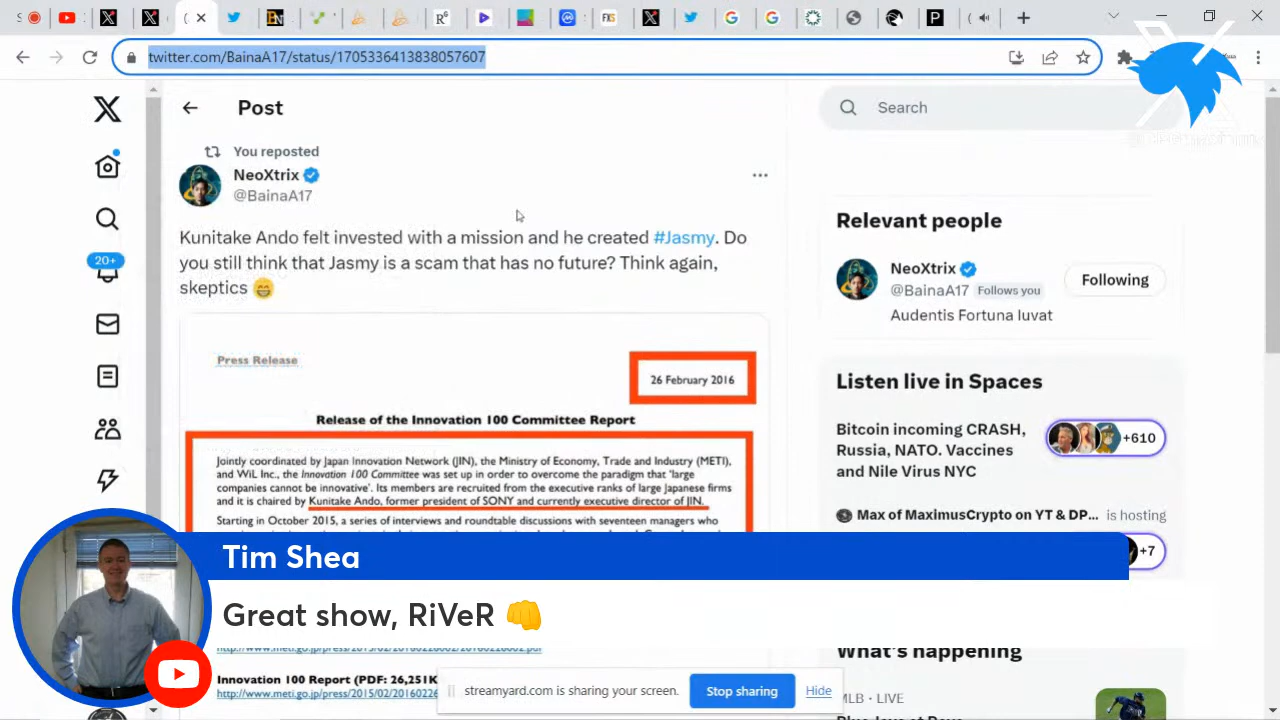 twitter.com/BainaA17/status/1705336413838057607
Post
Search
You reposted
NeoXtrix
@BainaA17
Kunitake Ando felt invested with a mission and he created #Jasmy. Do
you still think that Jasmy is a scam that has no future? Think again,
skeptics 😄
Press Release
26 February 2016
Release of the Innovation 100 Committee Report
Jointly coordinated by Japan Innovation Network (JIN), the Ministry of Economy, Trade and Industry (METI),
and WiL Inc., the Innovation 100 Committee was set up in order to overcome the paradigm that 'large
companies cannot be innovative'. Its members are recruited from the executive ranks of large Japanese firms
and it is chaired by Kunitake Ando, former president of SONY and currently executive director of JIN.
Starting in October 2015, a series of interviews and roundtable discussions with seventeen managers who
Innovation 100 Report (PDF: 26,251K
http://www.meti.go.jp/press/2015/02/20160226
20+
Relevant people
NeoXtrix
@BainaA17 Follows you
Following
Audentis Fortuna Iuvat
Listen live in Spaces
Bitcoin incoming CRASH,
Russia, NATO. Vaccines
and Nile Virus NYC
+610
Max of MaximusCrypto on YT & DP... is hosting
+7
What's happening
MLB · LIVE
Tim Shea
Great show, RiVeR 👊
streamyard.com is sharing your screen.
Stop sharing
Hide